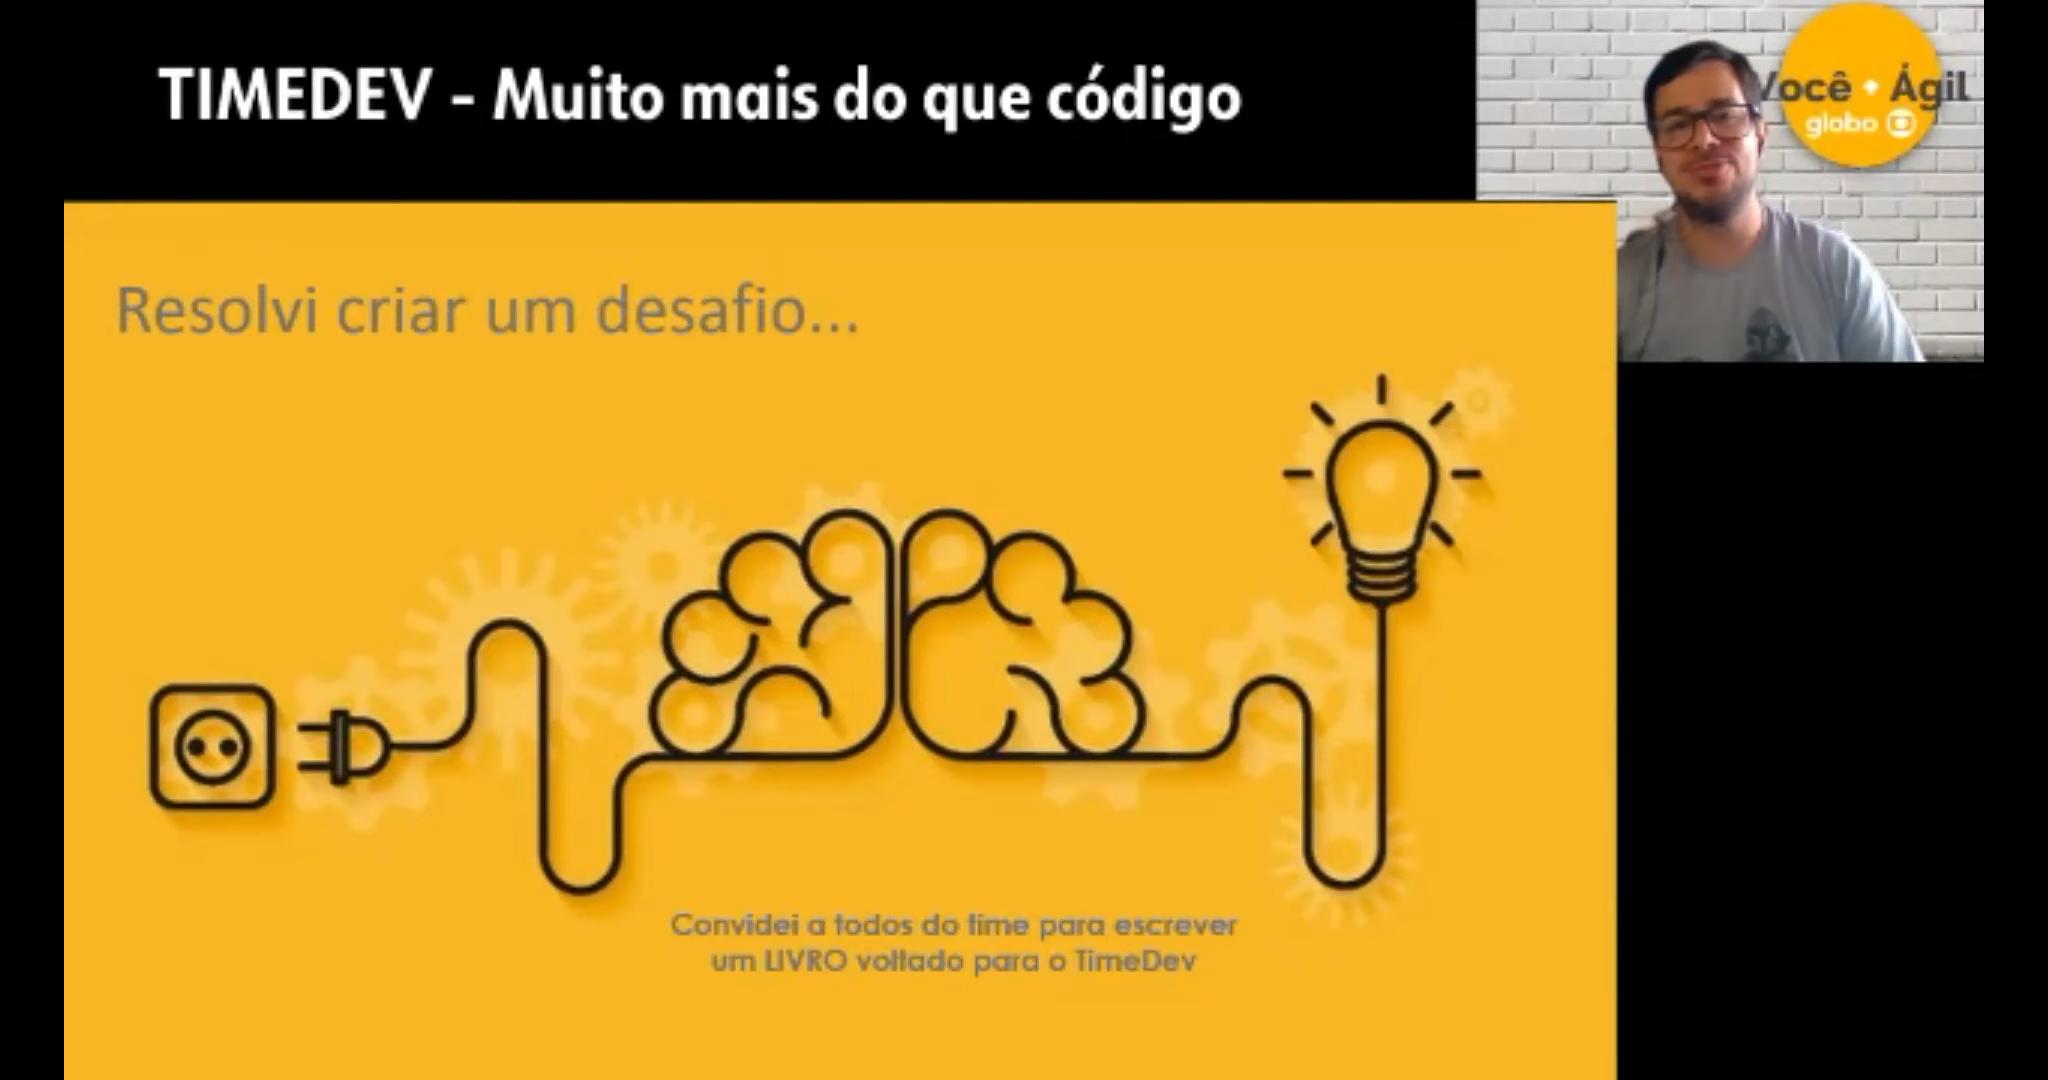 TIMEDEV - Muito mais do que código
Você + Ágil
globo
Resolvi criar um desafio...
Convidei a todos do time para escrever
um LIVRO voltado para o TimeDev